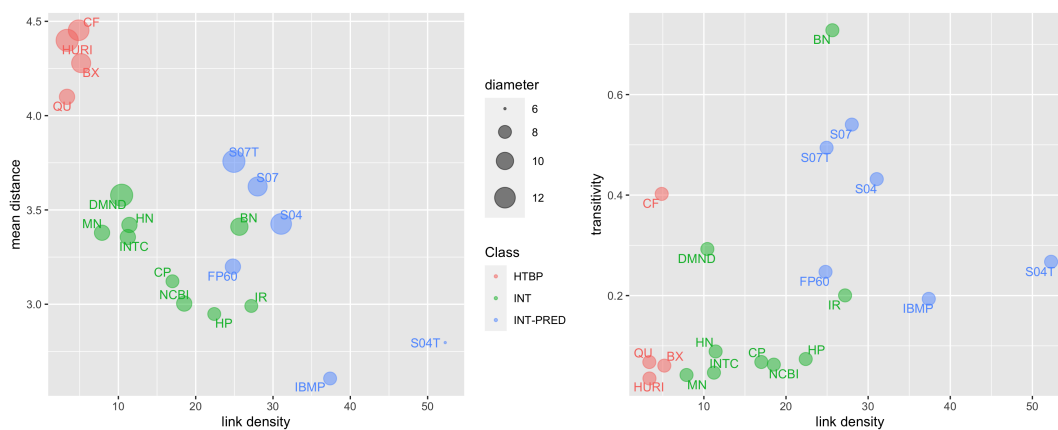 4.5
4.0
3.5
3.0
mean distance
10
20
30
40
50
link density
CF
HURI
BX
QU
S07T
S07
DMND
S04
MN
HN
BN
INTC
CP
FP60
NCBI
IR
HP
S04T
IBMP
diameter
6
8
10
12
Class
HTBP
INT
INT-PRED
0.6
0.4
0.2
transitivity
10
20
30
40
50
link density
BN
S07
S07T
S04
CF
DMND
FP60
S04T
IR
IBMP
HN
QU
BX
INTC
CP
HP
NCBI
HURI
MN